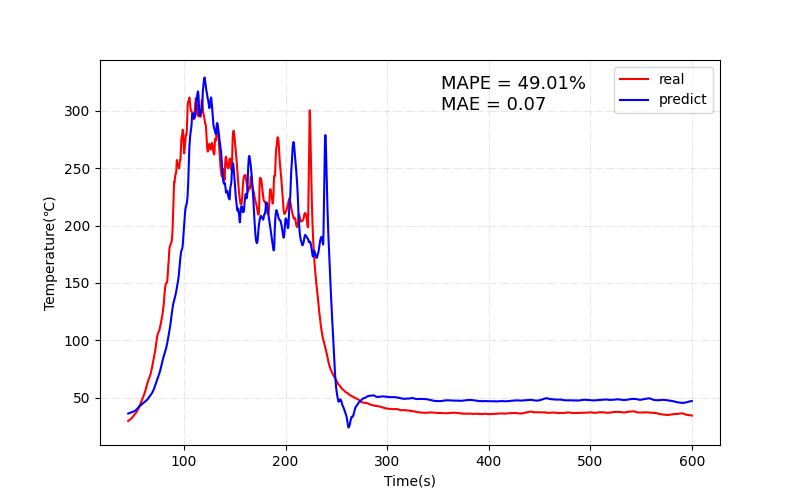 MAPE = 49.01%
MAE = 0.07
real
predict
Temperature(℃)
300
250
200
150
100
50
100
200
300
400
500
600
Time(s)